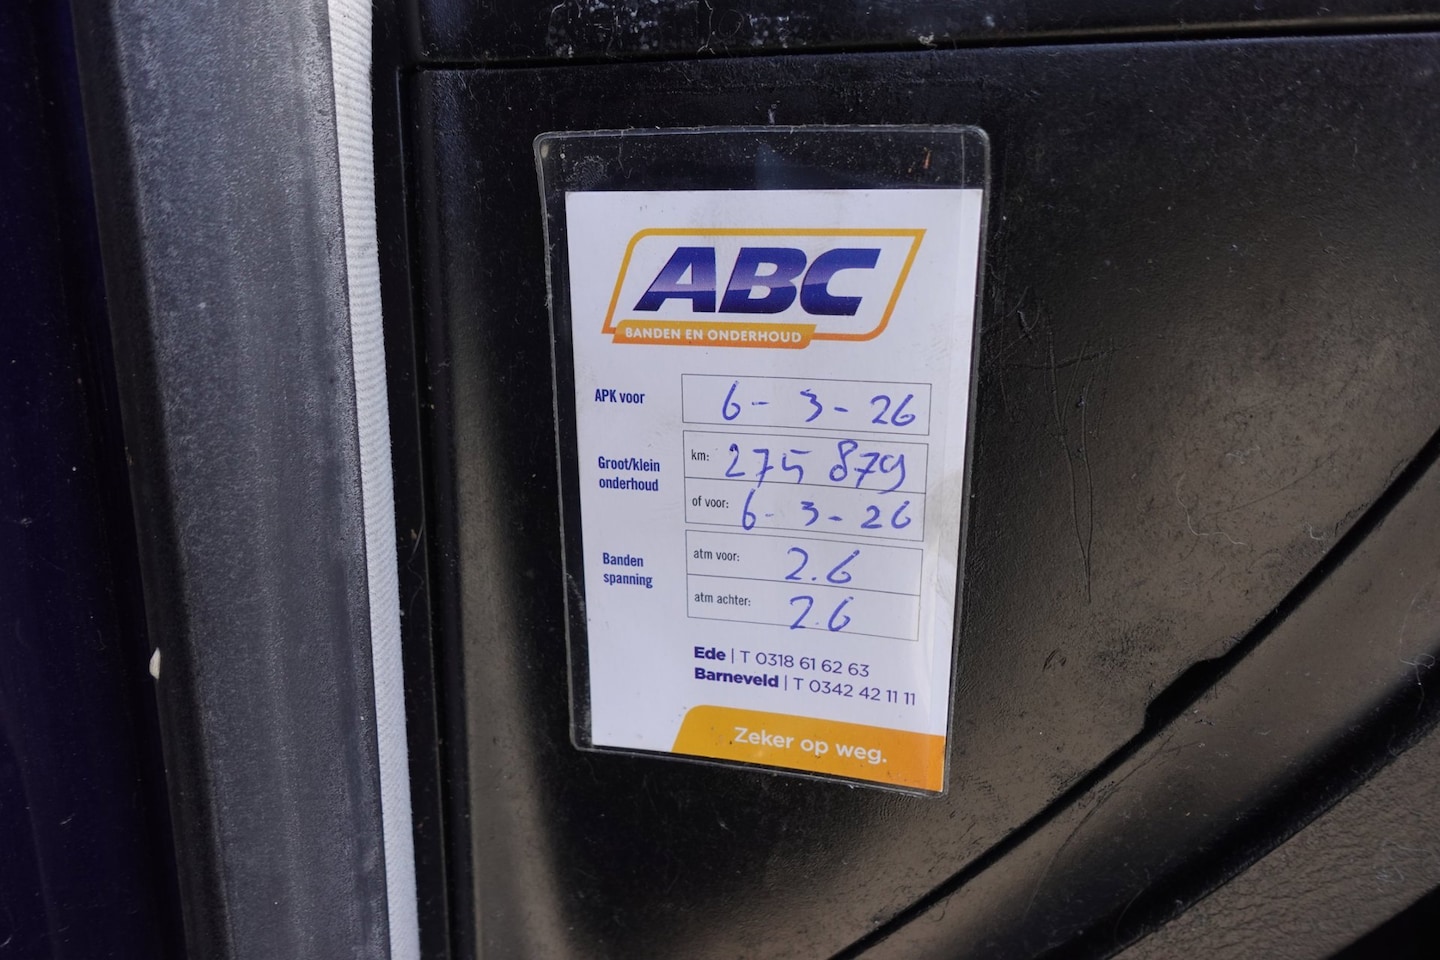 ABC
BANDEN EN ONDERHOUD
APK voor
6-3-26
Groot/klein
onderhoud
km: 275 879
of voor: 6-3-26
Banden
spanning
atm voor: 2.6
atm achter: 2.6
Ede | T 0318 61 62 63
Barneveld | T 0342 42 11 11
Zeker op weg.